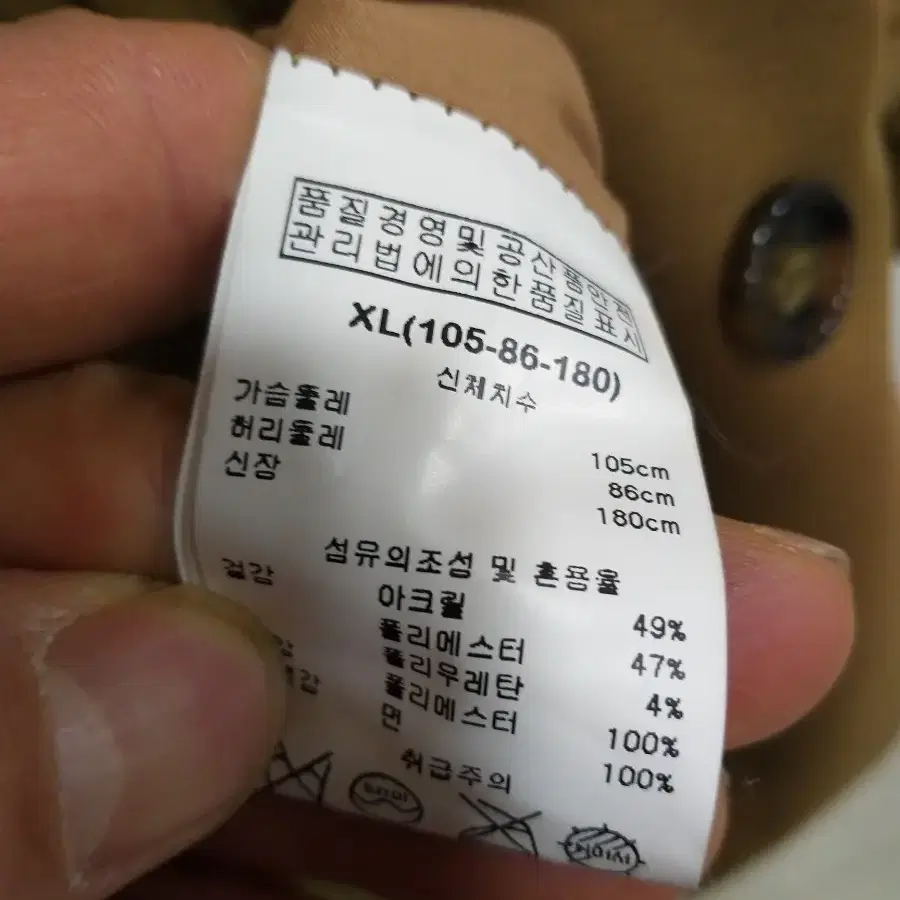 품질경영및공산품안전
관리법에의한품질표시
XL(105-86-180)
신체치수
가슴둘레 105cm
허리둘레 86cm
신장 180cm
섬유의조성 및 혼용율
겉감 아크릴 49%
폴리에스터 47%
폴리우레탄 4%
폴리에스터 100%
면 100%
취급주의
드라이